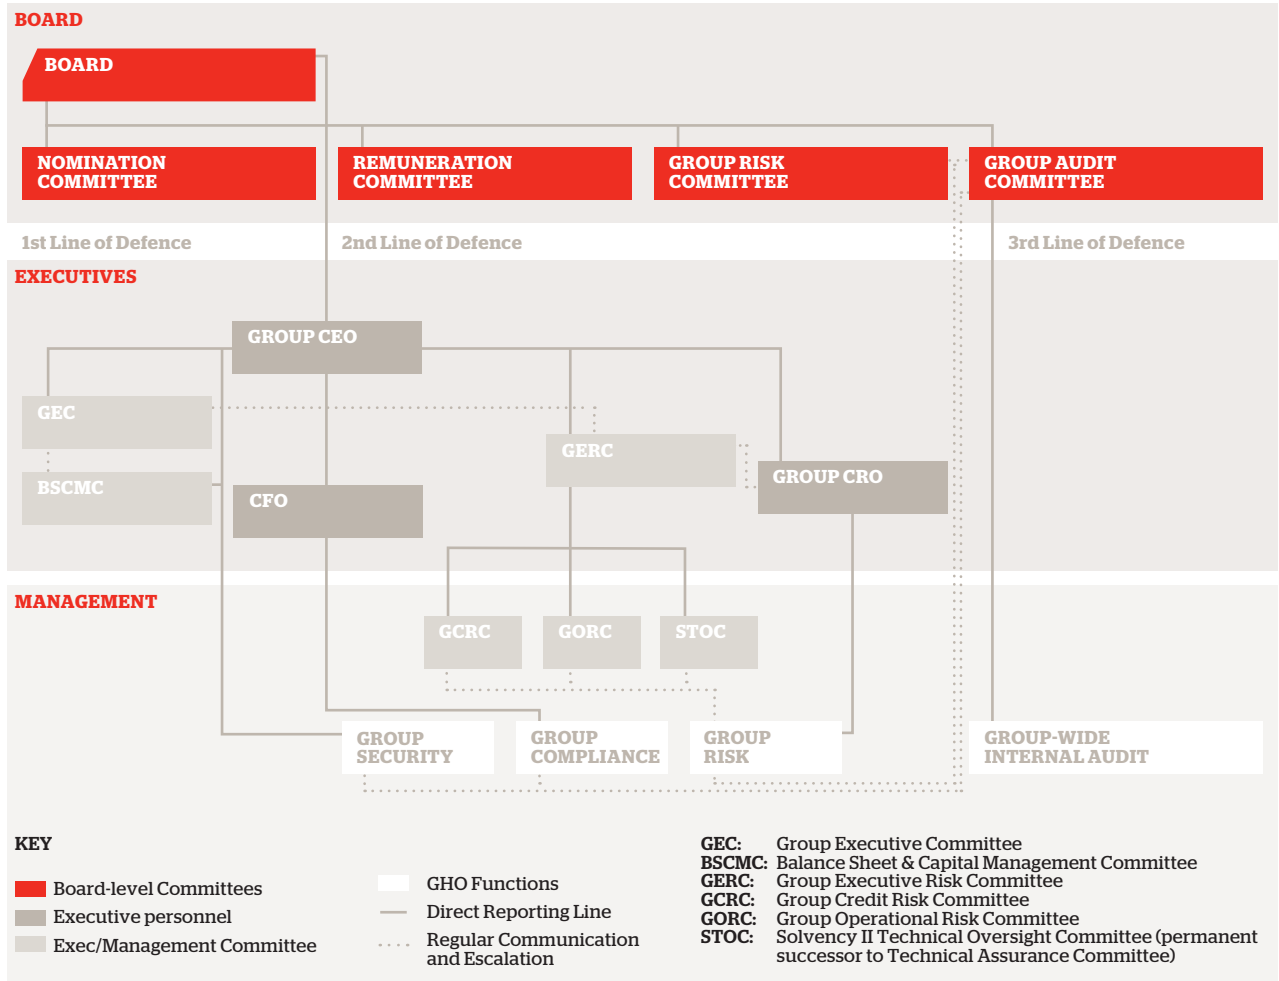 BOARD
BOARD
NOMINATION
COMMITTEE
REMUNERATION
COMMITTEE
GROUP RISK
COMMITTEE
GROUP AUDIT
COMMITTEE
1st Line of Defence
2nd Line of Defence
3rd Line of Defence
EXECUTIVES
GROUP CEO
GEC
GERC
BSCMC
CFO
GROUP CRO
MANAGEMENT
GCRC
GORC
STOC
GROUP
SECURITY
GROUP
COMPLIANCE
GROUP
RISK
GROUP-WIDE
INTERNAL AUDIT
KEY
Board-level Committees
Executive personnel
Exec/Management Committee
GHO Functions
Direct Reporting Line
Regular Communication
and Escalation
GEC: Group Executive Committee
BSCMC: Balance Sheet & Capital Management Committee
GERC: Group Executive Risk Committee
GCRC: Group Credit Risk Committee
GORC: Group Operational Risk Committee
STOC: Solvency II Technical Oversight Committee (permanent
successor to Technical Assurance Committee)